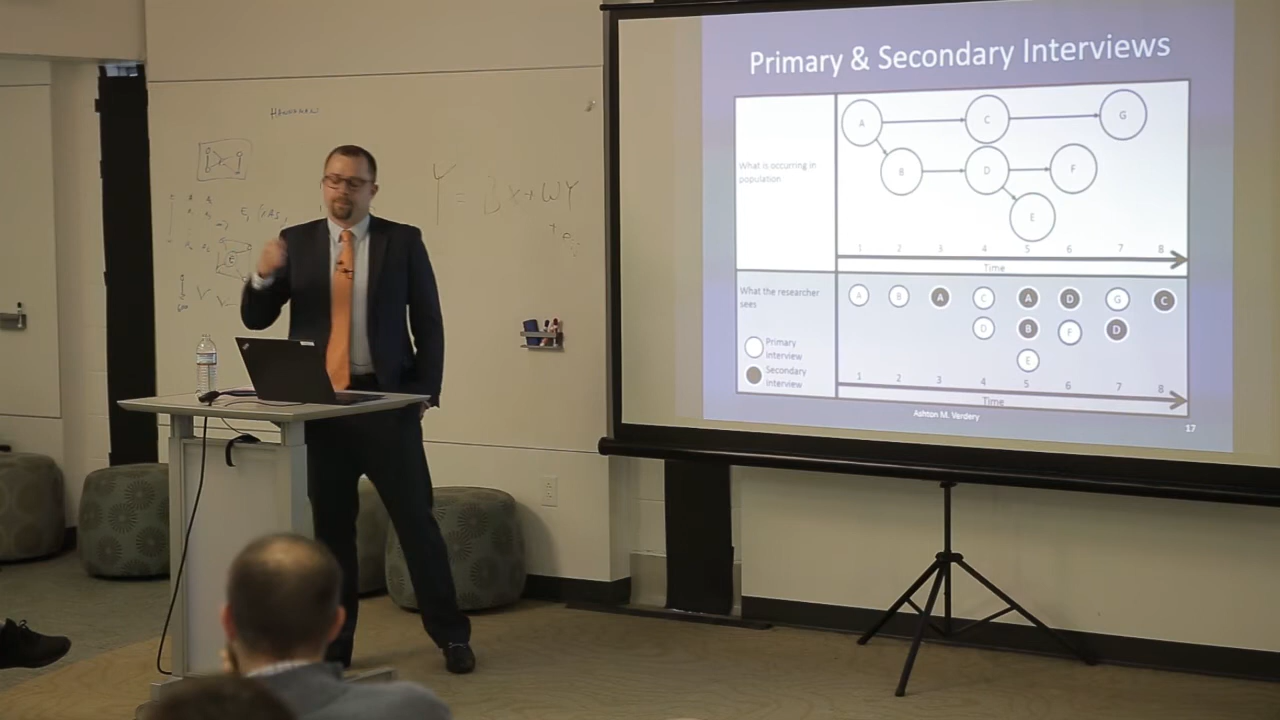 HANNEMAN
Y = BX + WY
+ e
Primary & Secondary Interviews
What is occurring in
population
A
C
G
B
D
F
E
1 2 3 4 5 6 7 8
Time
What the researcher
sees
A B A C A D G C
D B F D
E
Primary
interview
Secondary
interview
1 2 3 4 5 6 7 8
Time
Ashton M. Verdery
17